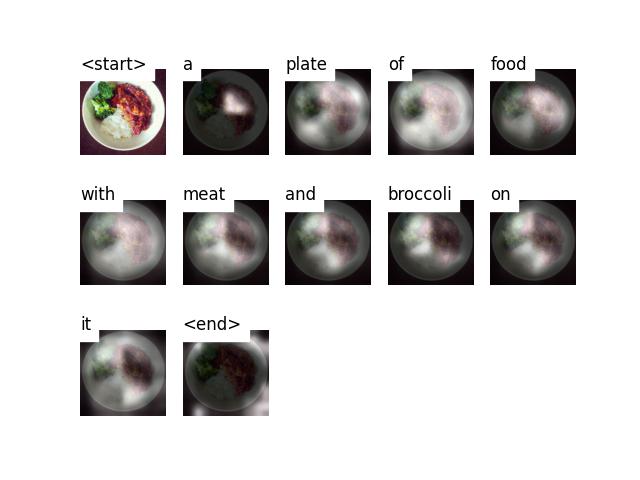 <start> a plate of food
with meat and broccoli on
it <end>